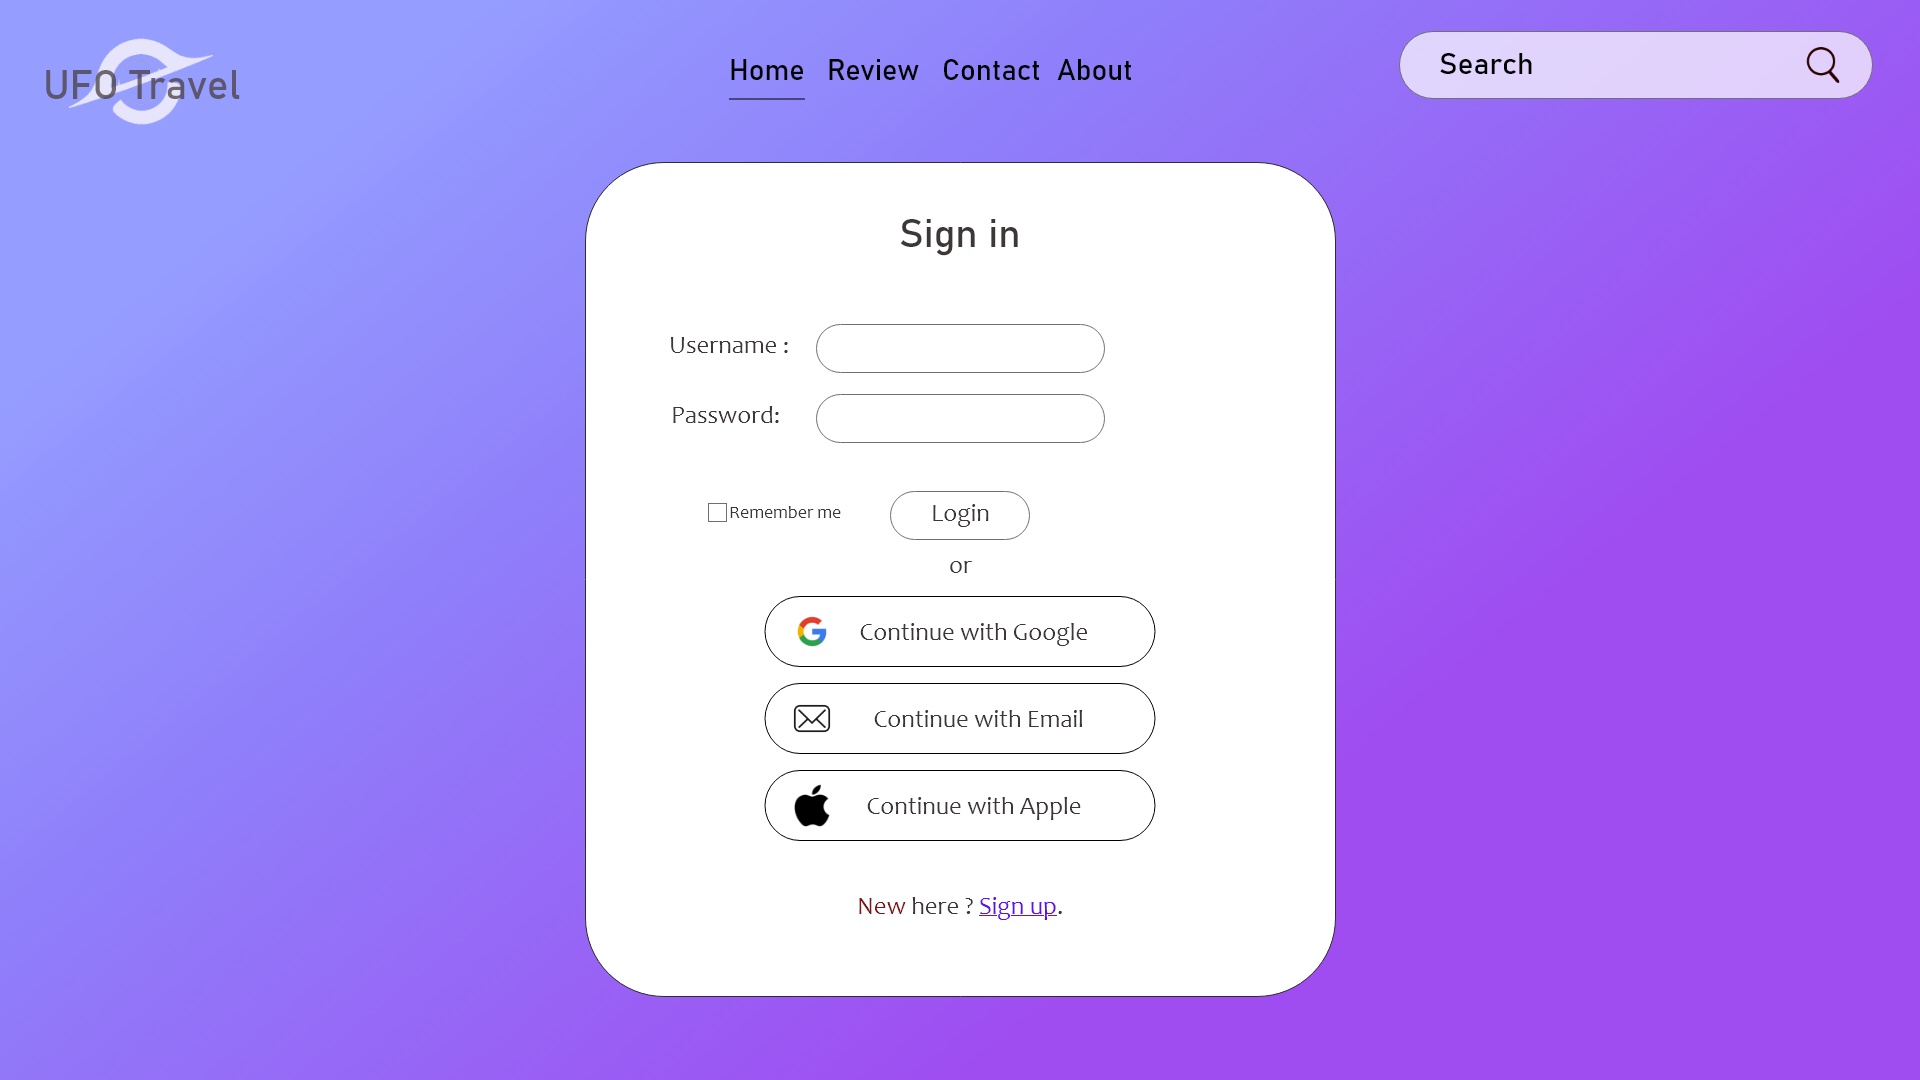 UFO Travel
Home Review Contact About
Search
Sign in
Username :
Password:
Remember me
Login
or
Continue with Google
Continue with Email
Continue with Apple
New here ? Sign up.